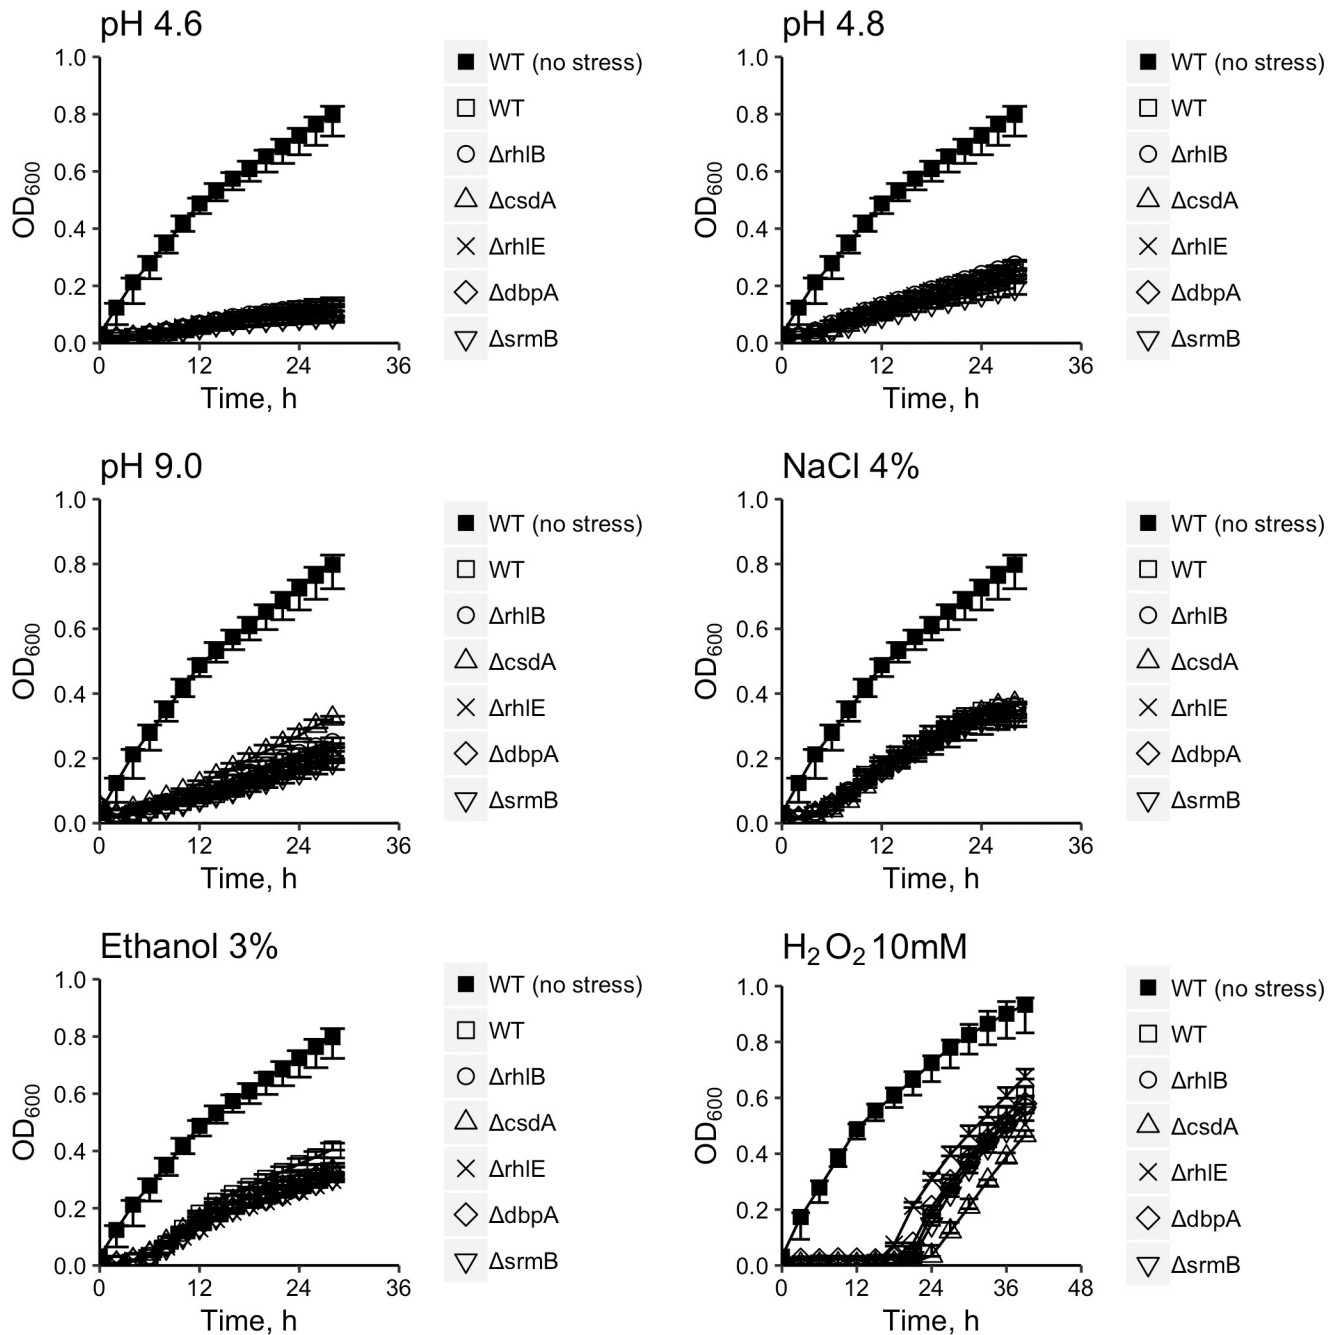 pH 4.6
1.0
0.8
0.6
0.4
0.2
0.0
OD600
0 12 24 36
Time, h
WT (no stress)
WT
ΔrhlB
ΔcsdA
ΔrhlE
ΔdbpA
ΔsrmB
pH 4.8
1.0
0.8
0.6
0.4
0.2
0.0
OD600
0 12 24 36
Time, h
WT (no stress)
WT
ΔrhlB
ΔcsdA
ΔrhlE
ΔdbpA
ΔsrmB
pH 9.0
1.0
0.8
0.6
0.4
0.2
0.0
OD600
0 12 24 36
Time, h
WT (no stress)
WT
ΔrhlB
ΔcsdA
ΔrhlE
ΔdbpA
ΔsrmB
NaCl 4%
1.0
0.8
0.6
0.4
0.2
0.0
OD600
0 12 24 36
Time, h
WT (no stress)
WT
ΔrhlB
ΔcsdA
ΔrhlE
ΔdbpA
ΔsrmB
Ethanol 3%
1.0
0.8
0.6
0.4
0.2
0.0
OD600
0 12 24 36
Time, h
WT (no stress)
WT
ΔrhlB
ΔcsdA
ΔrhlE
ΔdbpA
ΔsrmB
H2O2 10mM
1.0
0.8
0.6
0.4
0.2
0.0
OD600
0 12 24 36 48
Time, h
WT (no stress)
WT
ΔrhlB
ΔcsdA
ΔrhlE
ΔdbpA
ΔsrmB